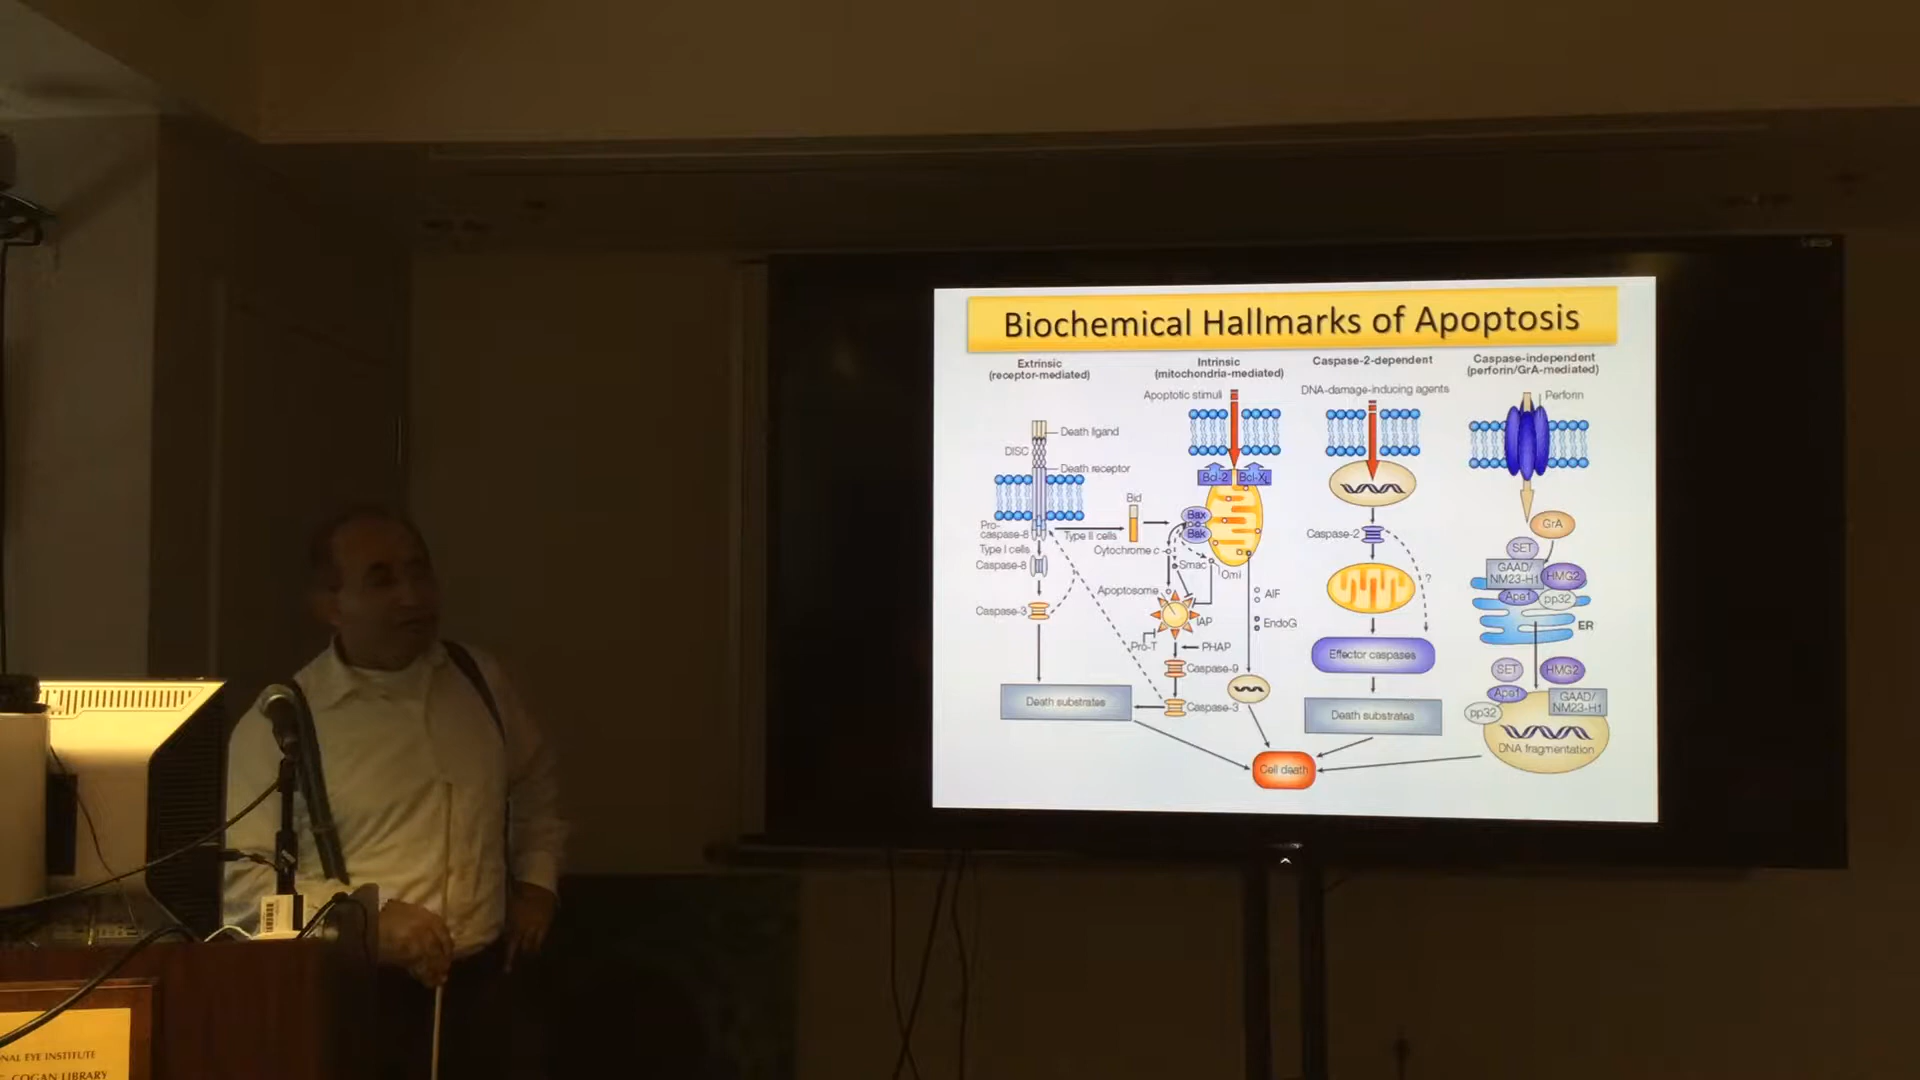 Biochemical Hallmarks of Apoptosis
Extrinsic
(receptor-mediated)
Death ligand
DISC
Death receptor
Pro-
caspase-8
Type I cells
Caspase-8
Caspase-3
Type II cells
Bid
Death substrates
Intrinsic
(mitochondria-mediated)
Apoptotic stimuli
Bcl-2
Bcl-XL
Bax
Bak
Cytochrome c
Smac
Omi
Apoptosome
IAP
Pro-T
PHAP
Caspase-9
Caspase-3
AIF
EndoG
Caspase-2-dependent
DNA-damage-inducing agents
Caspase-2
?
Effector caspases
Death substrates
Caspase-independent
(perforin/GrA-mediated)
Perforin
GrA
SET
GAAD/
NM23-H1
HMG2
Ape1
pp32
ER
SET
HMG2
Ape1
GAAD/
NM23-H1
pp32
DNA fragmentation
Cell death
NAL EYE INSTITUTE
COGAN LIBRARY